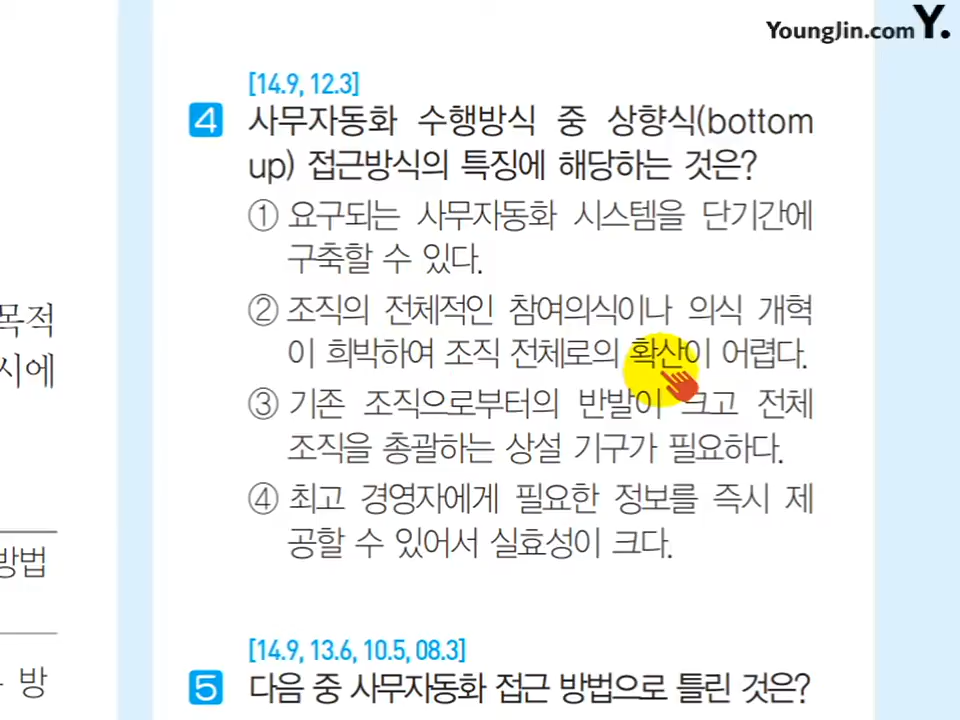 YoungJin.com Y.
[14.9, 12.3]
4 사무자동화 수행방식 중 상향식(bottom
up) 접근방식의 특징에 해당하는 것은?
① 요구되는 사무자동화 시스템을 단기간에
구축할 수 있다.
② 조직의 전체적인 참여의식이나 의식 개혁
이 희박하여 조직 전체로의 확산이 어렵다.
③ 기존 조직으로부터의 반발이 크고 전체
조직을 총괄하는 상설 기구가 필요하다.
④ 최고 경영자에게 필요한 정보를 즉시 제
공할 수 있어서 실효성이 크다.
목적
시에
방법
방
[14.9, 13.6, 10.5, 08.3]
5 다음 중 사무자동화 접근 방법으로 틀린 것은?